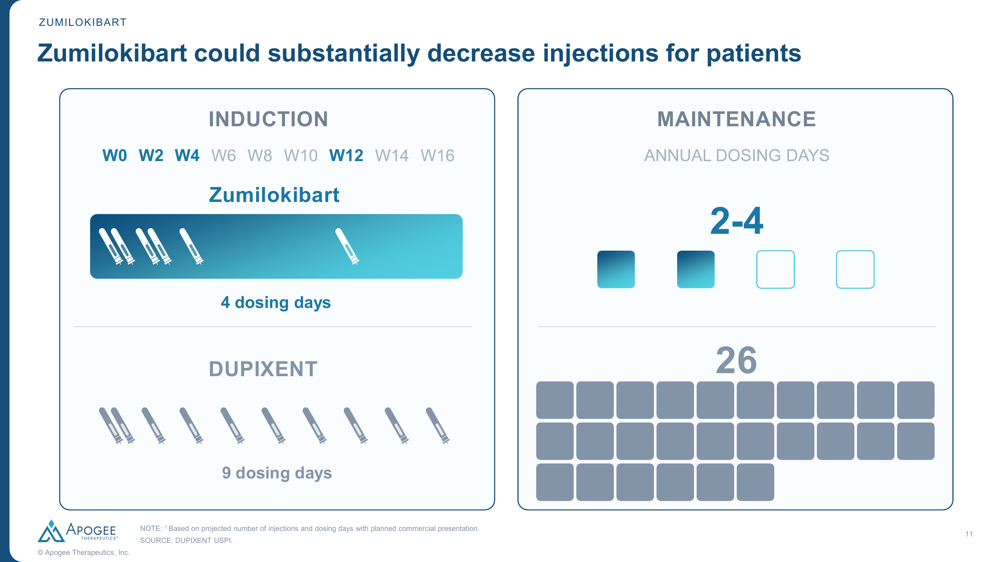 ZUMILOKIBART
Zumilokibart could substantially decrease injections for patients
INDUCTION
W0 W2 W4 W6 W8 W10 W12 W14 W16
Zumilokibart
4 dosing days
DUPIXENT
9 dosing days
MAINTENANCE
ANNUAL DOSING DAYS
2-4
26
APOGEE
THERAPEUTICS®
© Apogee Therapeutics, Inc.
NOTE: ¹ Based on projected number of injections and dosing days with planned commercial presentation.
SOURCE: DUPIXENT USPI.
11